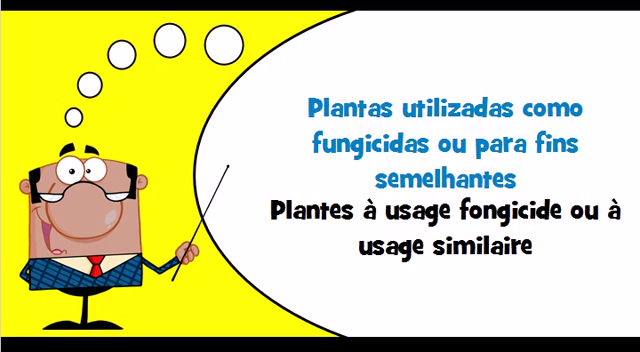 Plantas utilizadas como
fungicidas ou para fins
semelhantes
Plantes à usage fongicide ou à
usage similaire